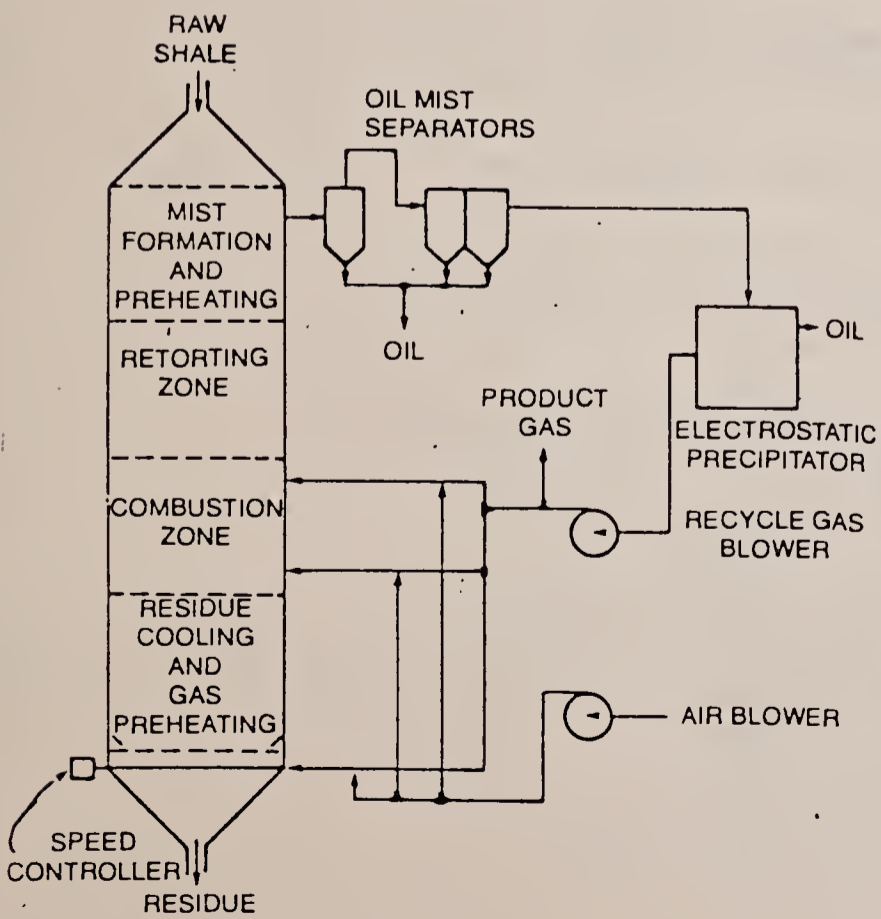 RAW
SHALE
OIL MIST
SEPARATORS
MIST
FORMATION
AND
PREHEATING
OIL
OIL
RETORTING
ZONE
PRODUCT
GAS
ELECTROSTATIC
PRECIPITATOR
COMBUSTION
ZONE
RECYCLE GAS
BLOWER
RESIDUE
COOLING
AND
GAS
PREHEATING
AIR BLOWER
SPEED
CONTROLLER
RESIDUE